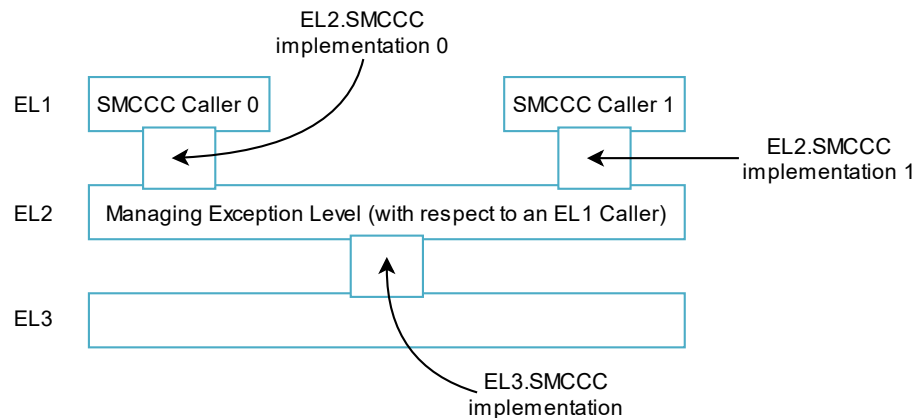 EL2.SMCCC
implementation 0
EL1
SMCCC Caller 0
SMCCC Caller 1
EL2.SMCCC
implementation 1
EL2
Managing Exception Level (with respect to an EL1 Caller)
EL3
EL3.SMCCC
implementation